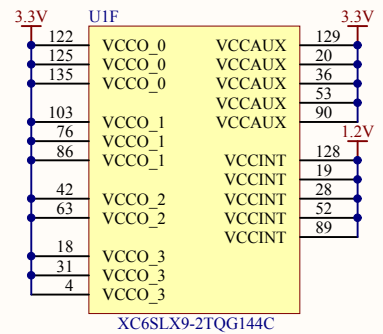 3.3V U1F 3.3V
122 VCCO_0 VCCAUX 129
125 VCCO_0 VCCAUX 20
135 VCCO_0 VCCAUX 36
VCCAUX 53
103 VCCO_1 VCCAUX 90
76 VCCO_1 1.2V
86 VCCO_1 VCCINT 128
VCCINT 19
42 VCCO_2 VCCINT 28
63 VCCO_2 VCCINT 52
VCCINT 89
18 VCCO_3
31 VCCO_3
4 VCCO_3
XC6SLX9-2TQG144C